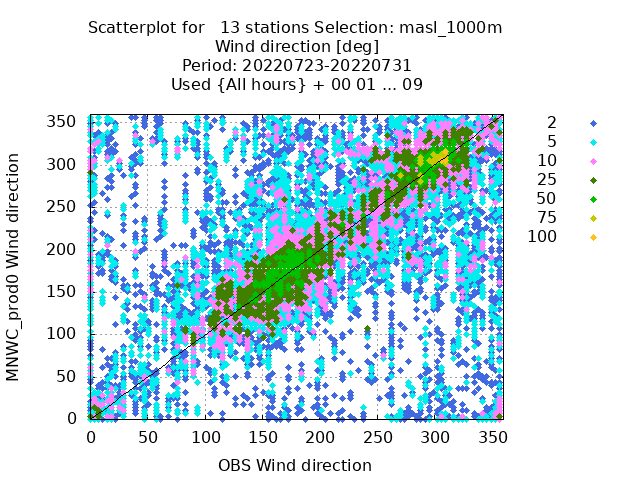 Scatterplot for   13 stations Selection: masl_1000m
Wind direction [deg]
Period: 20220723-20220731
Used {All hours} + 00 01 ... 09
MNWC_prod0 Wind direction
350
300
250
200
150
100
50
0
0 50 100 150 200 250 300 350
OBS Wind direction
2
5
10
25
50
75
100